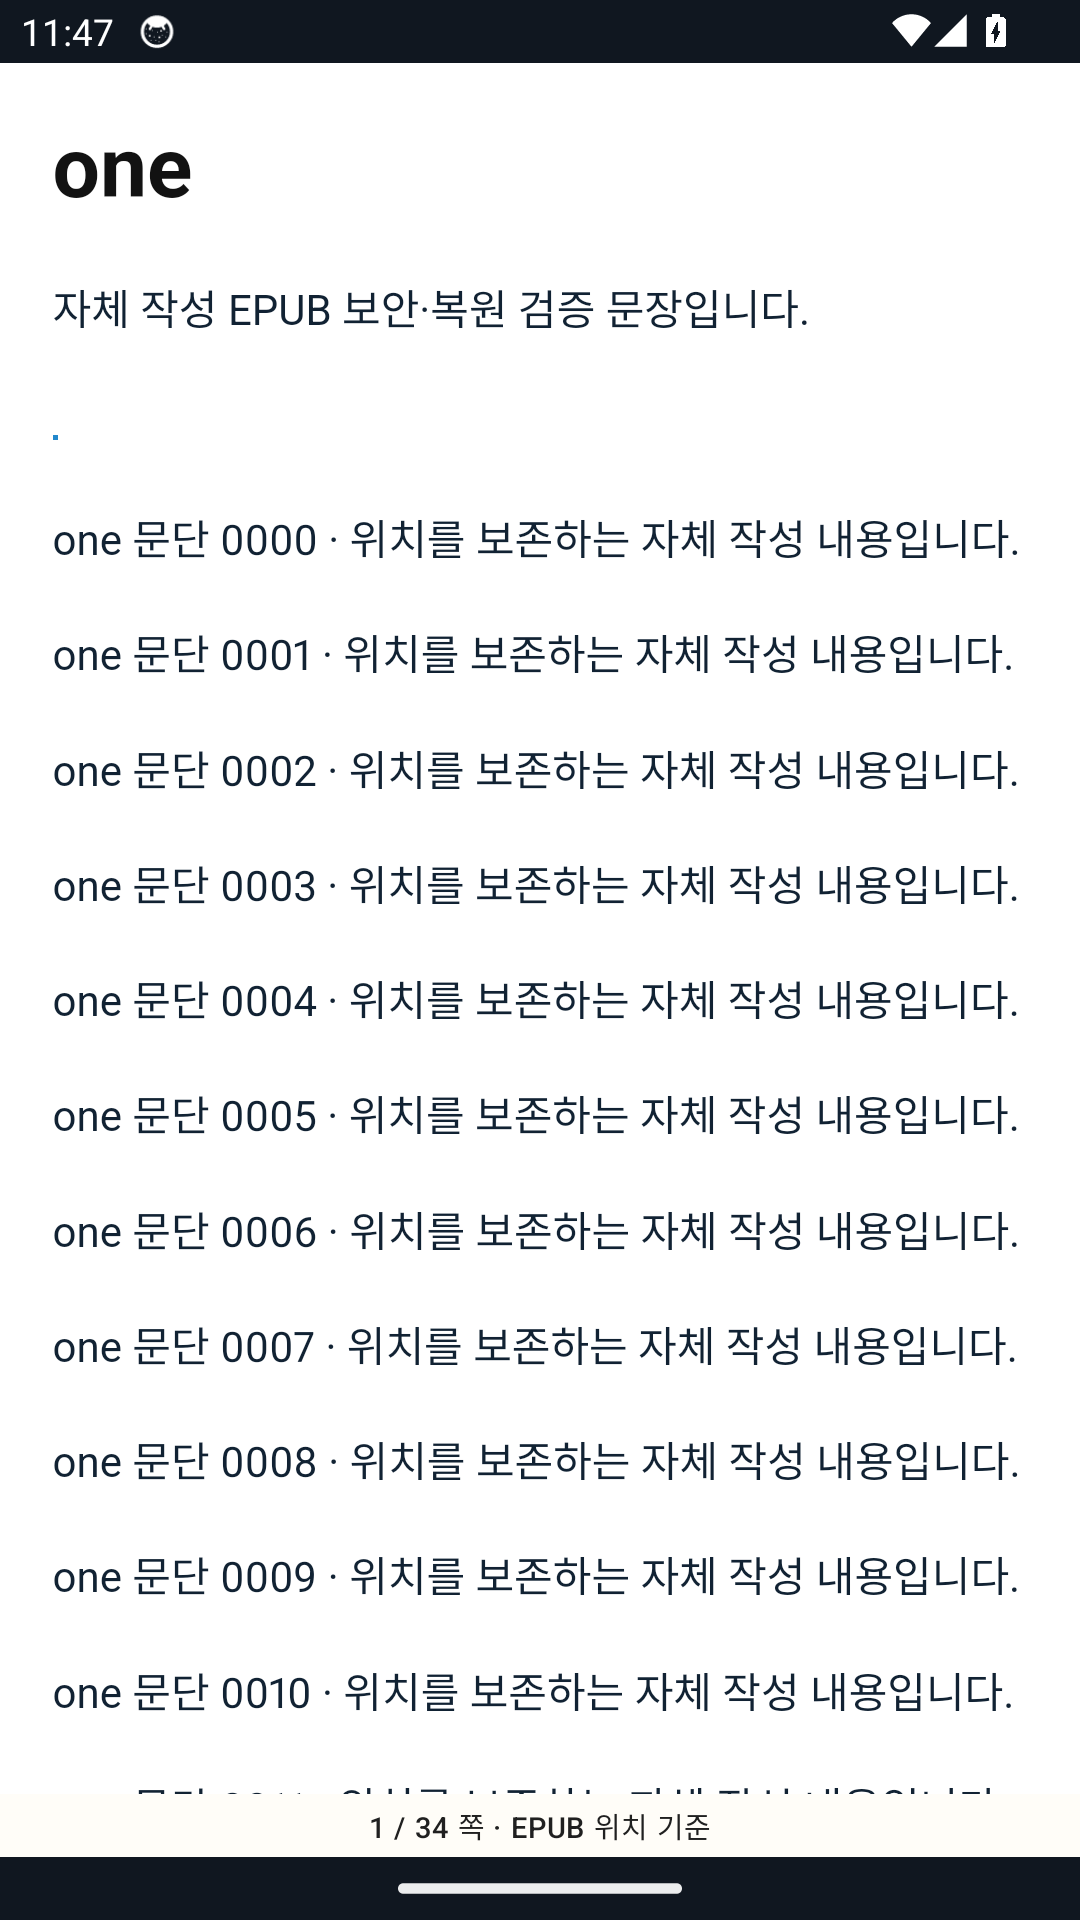 11:47
one
자체 작성 EPUB 보안·복원 검증 문장입니다.
one 문단 0000 · 위치를 보존하는 자체 작성 내용입니다.
one 문단 0001 · 위치를 보존하는 자체 작성 내용입니다.
one 문단 0002 · 위치를 보존하는 자체 작성 내용입니다.
one 문단 0003 · 위치를 보존하는 자체 작성 내용입니다.
one 문단 0004 · 위치를 보존하는 자체 작성 내용입니다.
one 문단 0005 · 위치를 보존하는 자체 작성 내용입니다.
one 문단 0006 · 위치를 보존하는 자체 작성 내용입니다.
one 문단 0007 · 위치를 보존하는 자체 작성 내용입니다.
one 문단 0008 · 위치를 보존하는 자체 작성 내용입니다.
one 문단 0009 · 위치를 보존하는 자체 작성 내용입니다.
one 문단 0010 · 위치를 보존하는 자체 작성 내용입니다.
1 / 34 쪽 · EPUB 위치 기준